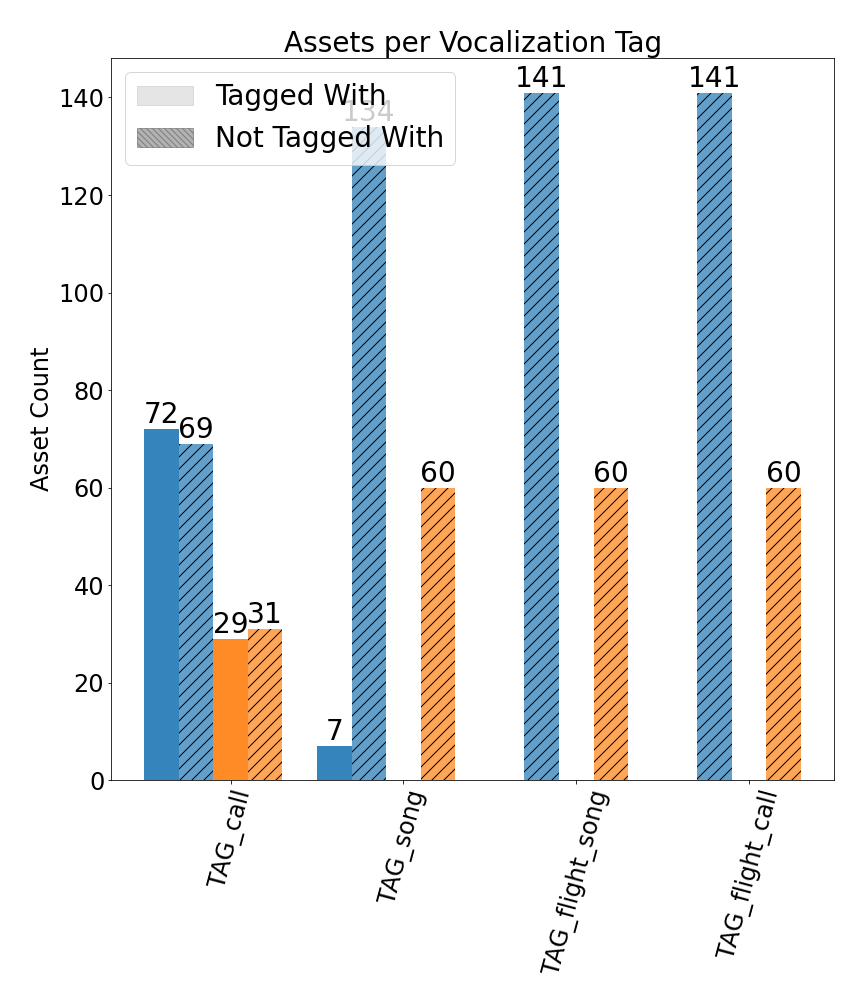 Assets per Vocalization Tag
Tagged With
Not Tagged With
Asset Count
140
120
100
80
60
40
20
0
72
69
29
31
7
134
60
141
60
141
60
TAG_call
TAG_song
TAG_flight_song
TAG_flight_call